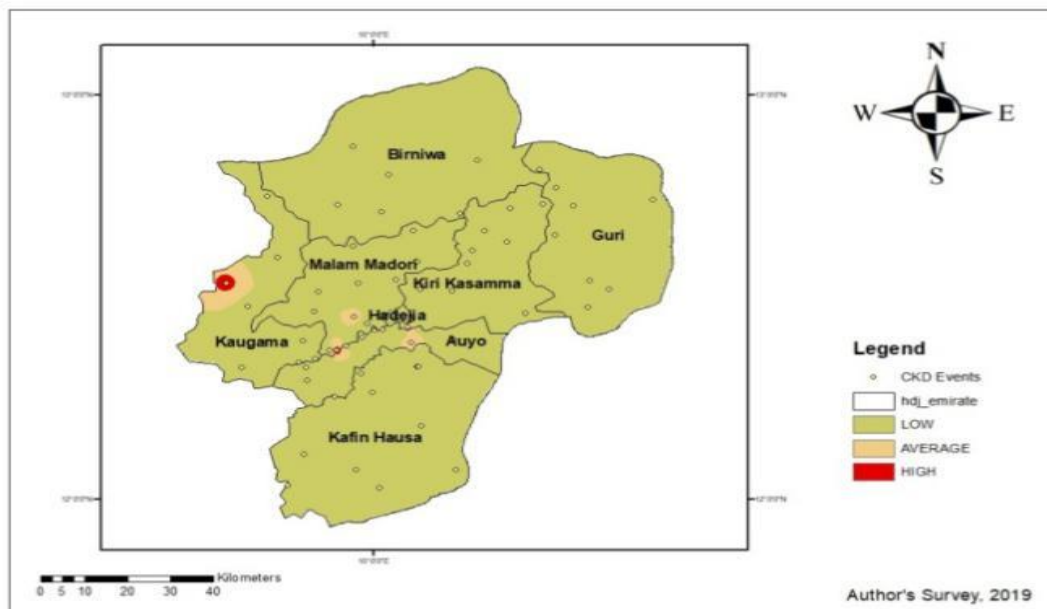 N
W E
S
Birniwa
Guri
Malam Madori
Kiri Kasamma
Hadejia
Kaugama
Auyo
Kafin Hausa
Legend
CKD Events
hdj_emirate
LOW
AVERAGE
HIGH
Kilometers
0 5 10 20 30 40
Author's Survey, 2019